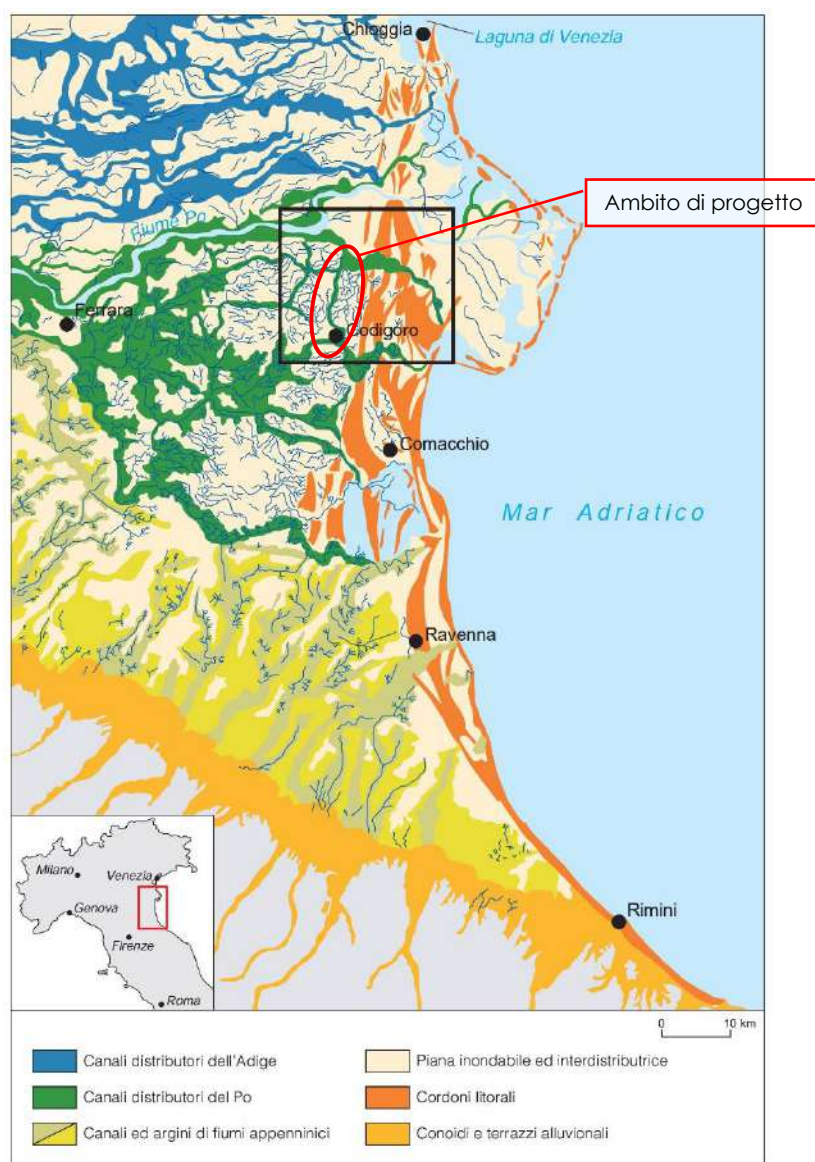 Chioggia
Laguna di Venezia
Ambito di progetto
Fiume Po
Ferrara
Codigoro
Comacchio
Mar Adriatico
Ravenna
Rimini
Milano
Venezia
Genova
Firenze
Roma
0 10 km
Canali distributori dell'Adige
Piana inondabile ed interdistributrice
Canali distributori del Po
Cordoni litorali
Canali ed argini di fiumi appenninici
Conoidi e terrazzi alluvionali